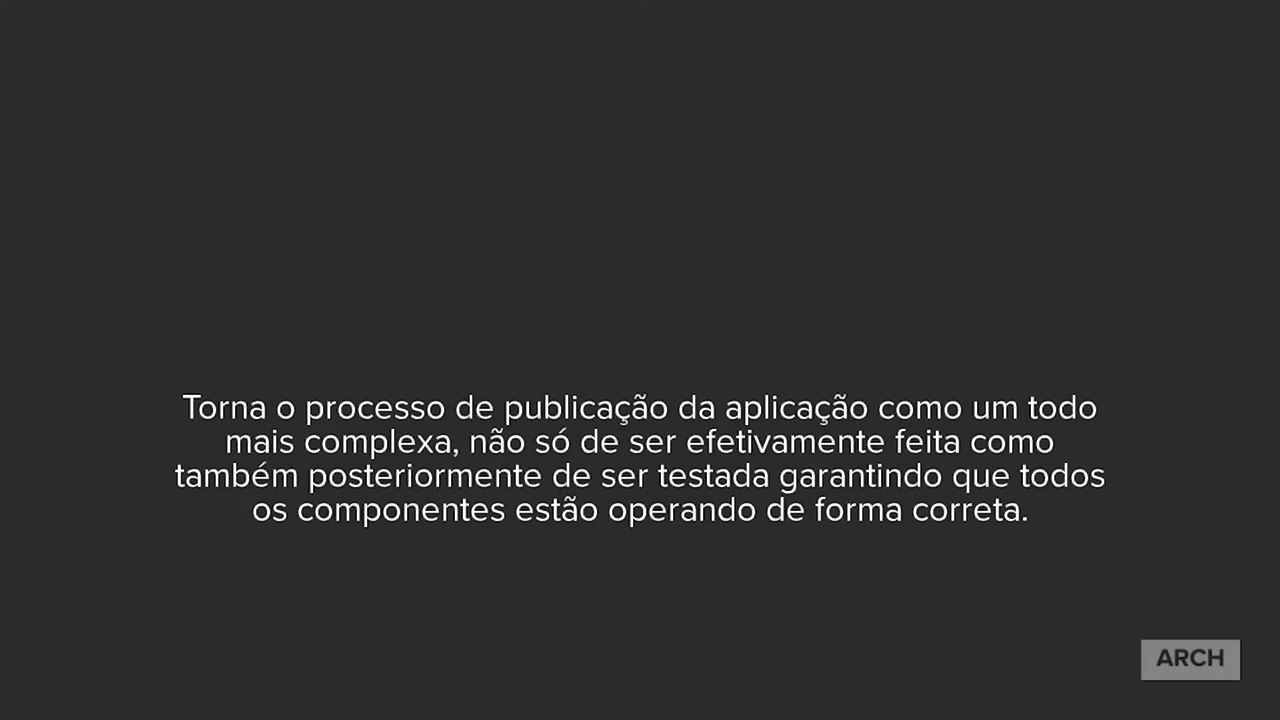 Torna o processo de publicação da aplicação como um todo
mais complexa, não só de ser efetivamente feita como
também posteriormente de ser testada garantindo que todos
os componentes estão operando de forma correta.
ARCH